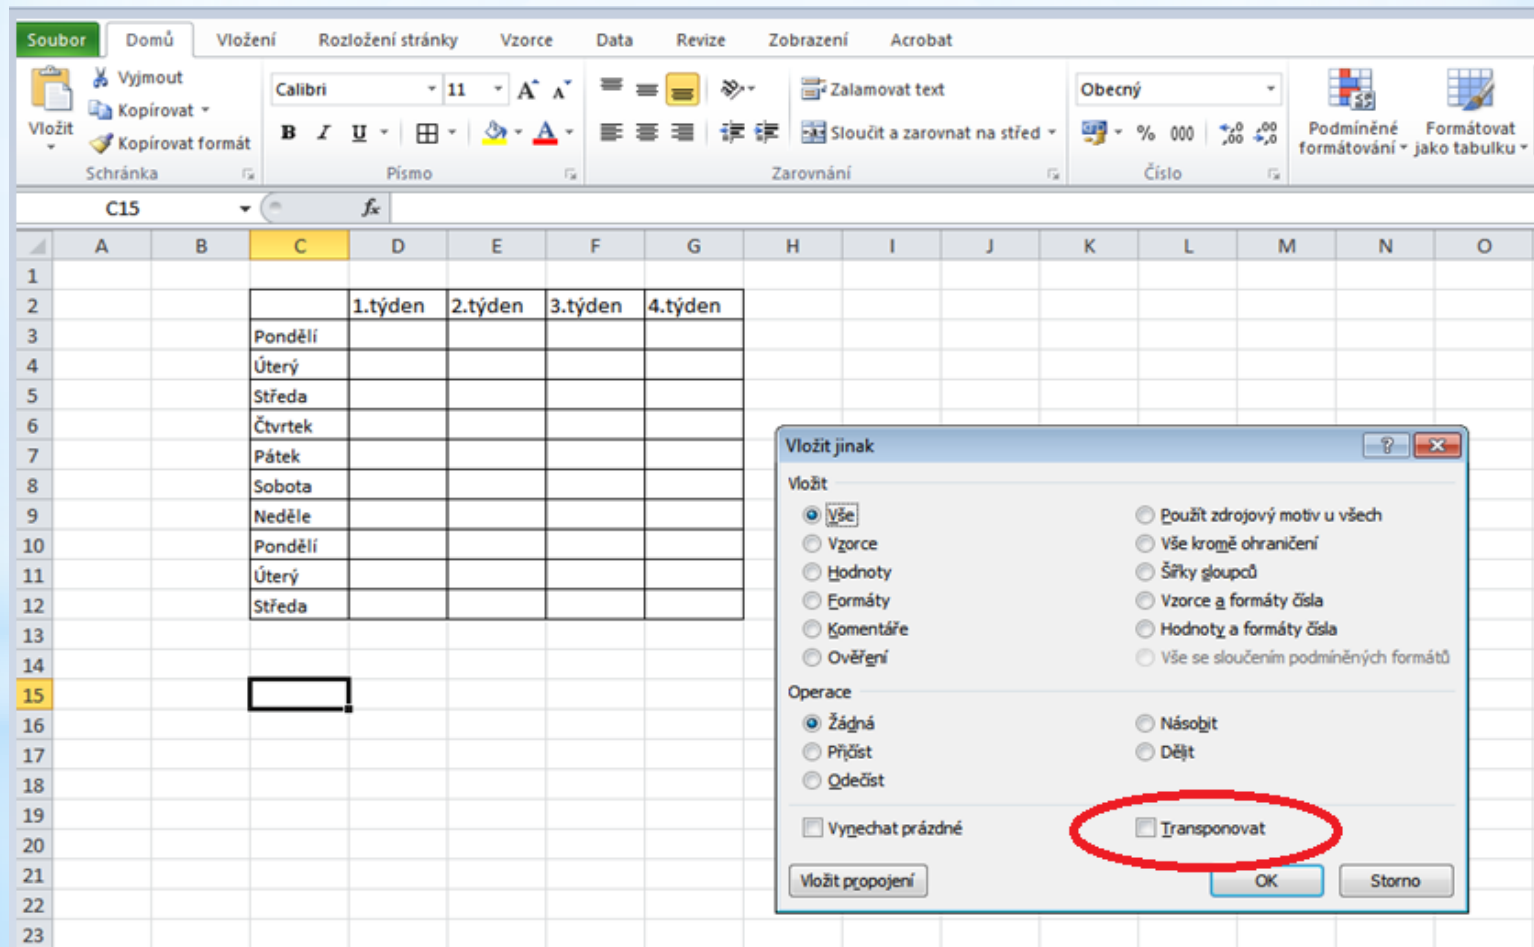 Soubor Domů Vložení Rozložení stránky Vzorce Data Revize Zobrazení Acrobat
Vložit
Vyjmout
Kopírovat
Kopírovat formát
Schránka
Calibri 11 A A
B I U A
Písmo
Zalamovat text
Sloučit a zarovnat na střed
Zarovnání
Obecný
% 000 ,00 ,00 ,0
Číslo
Podmíněné formátování
Formátovat jako tabulku
C15 fx
A B C D E F G H I J K L M N O
1
2 1.týden 2.týden 3.týden 4.týden
3 Pondělí
4 Úterý
5 Středa
6 Čtvrtek
7 Pátek
8 Sobota
9 Neděle
10 Pondělí
11 Úterý
12 Středa
13
14
15
16
17
18
19
20
21
22
23
Vložit jinak
Vložit
Vše Použít zdrojový motiv u všech
Vzorce Vše kromě ohraničení
Hodnoty Šířky sloupců
Formáty Vzorce a formáty čísla
Komentáře Hodnoty a formáty čísla
Ověření Vše se sloučením podmíněných formátů
Operace
Žádná Násobit
Přičíst Dělit
Odečíst
Vynechat prázdné Transponovat
Vložit propojení OK Storno